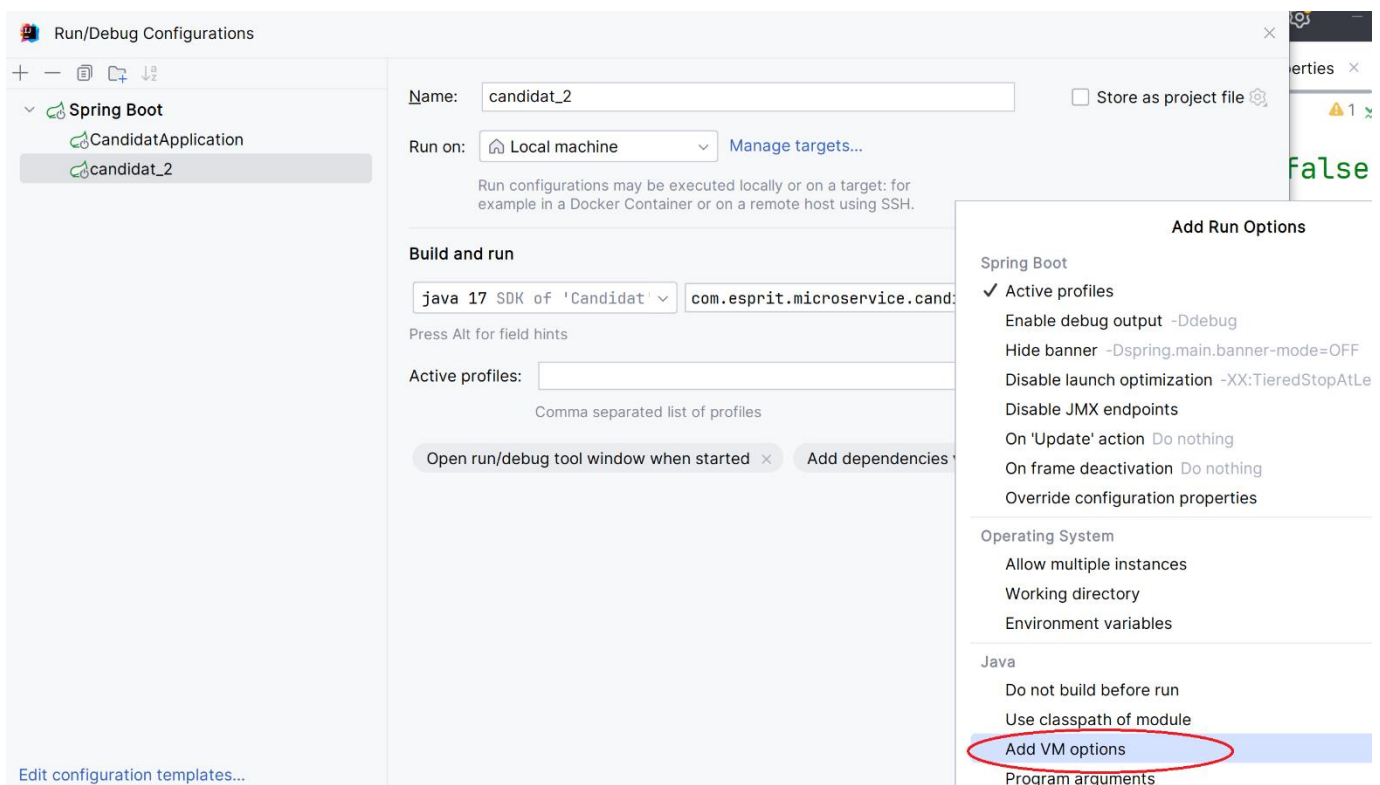 Run/Debug Configurations
erties
Name: candidat_2
Store as project file
1
Spring Boot
CandidatApplication
candidat_2
Run on: Local machine Manage targets...
false
Run configurations may be executed locally or on a target: for
example in a Docker Container or on a remote host using SSH.
Build and run
java 17 SDK of 'Candidat' com.esprit.microservice.cand
Press Alt for field hints
Active profiles:
Comma separated list of profiles
Open run/debug tool window when started Add dependencies
Add Run Options
Spring Boot
Active profiles
Enable debug output -Ddebug
Hide banner -Dspring.main.banner-mode=OFF
Disable launch optimization -XX:TieredStopAtLe
Disable JMX endpoints
On 'Update' action Do nothing
On frame deactivation Do nothing
Override configuration properties
Operating System
Allow multiple instances
Working directory
Environment variables
Java
Do not build before run
Use classpath of module
Add VM options
Program arguments
Edit configuration templates...